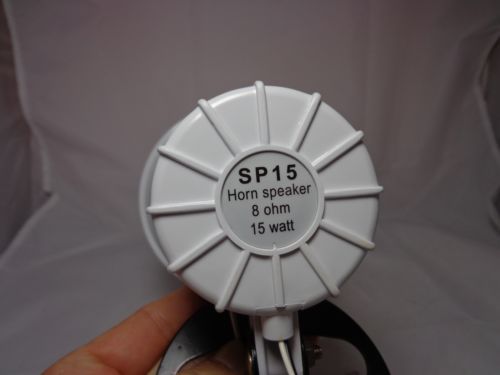 SP15
Horn speaker
8 ohm
15 watt